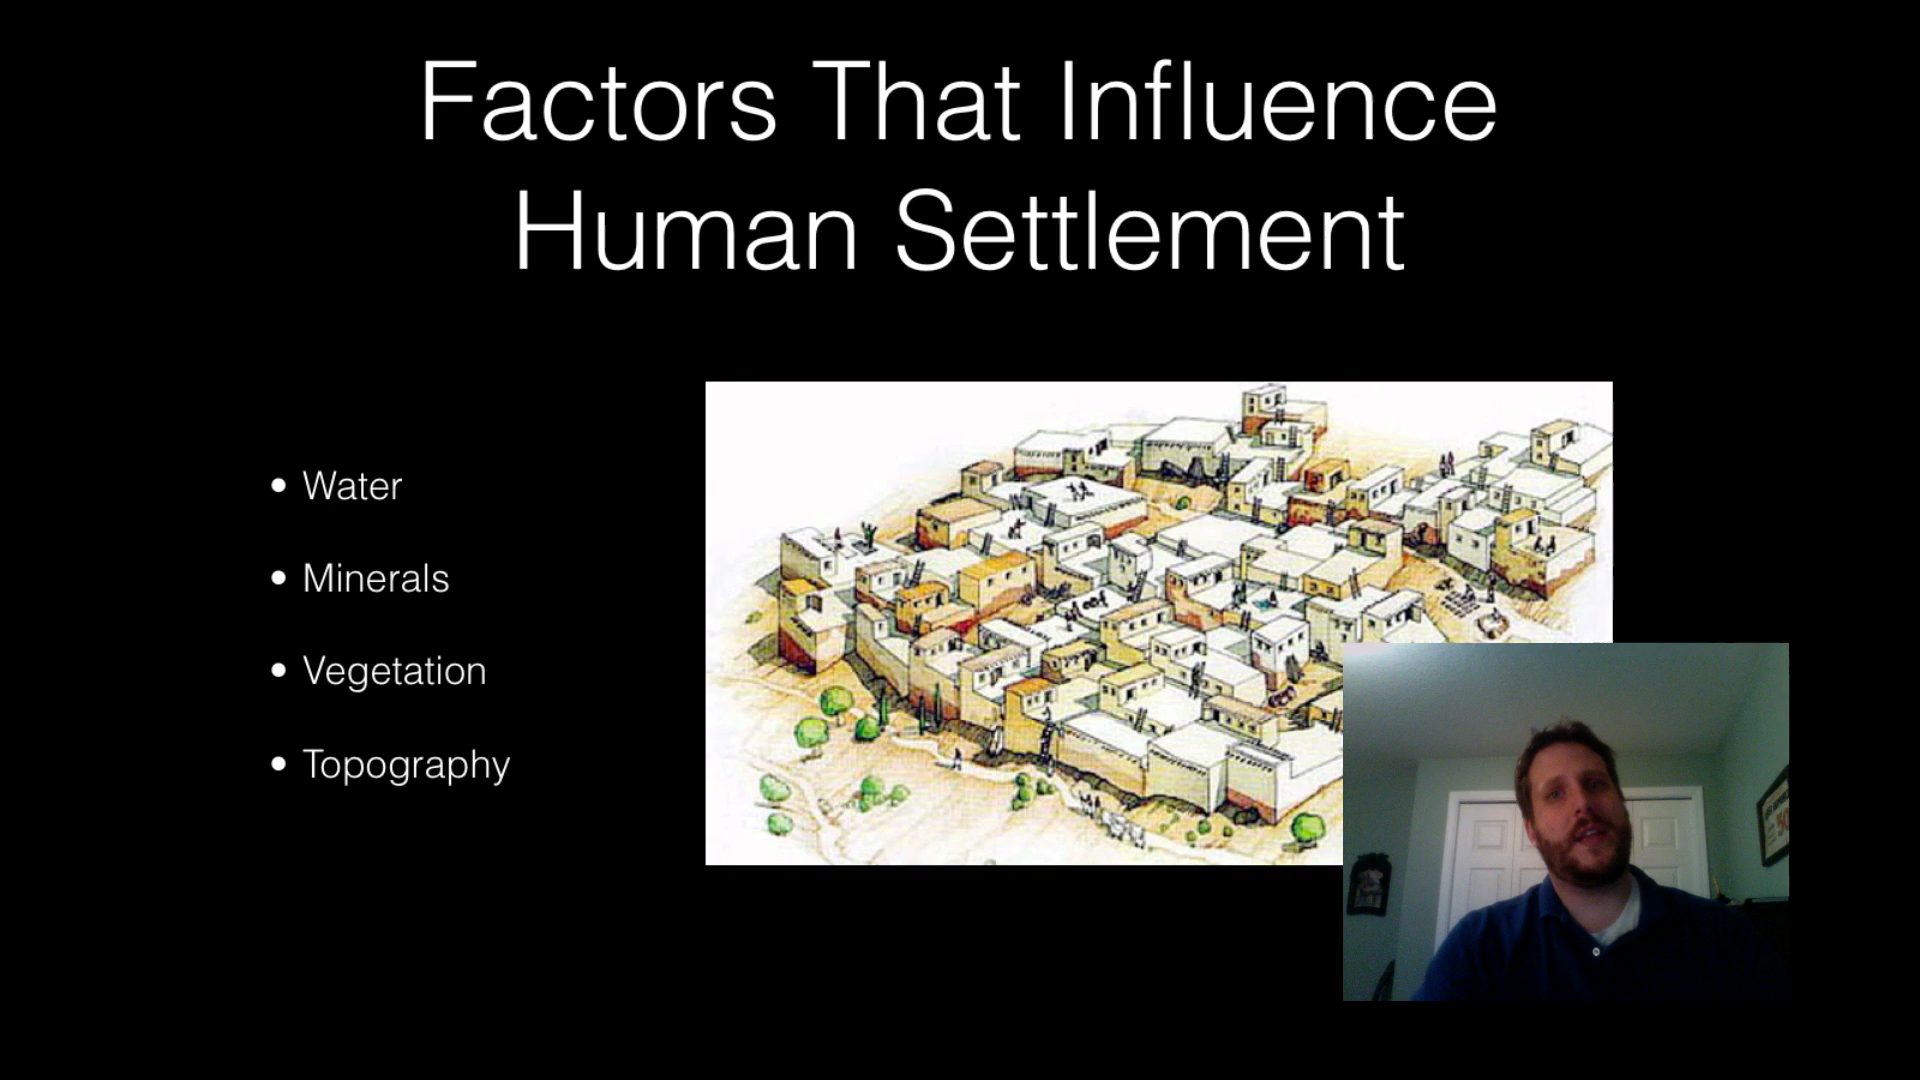 Factors That Influence
Human Settlement
• Water
• Minerals
• Vegetation
• Topography